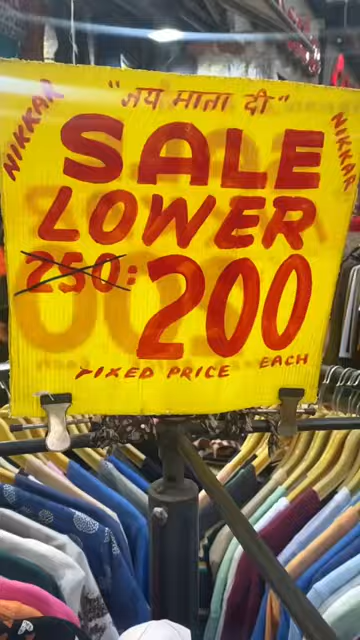 "जय माता दी"
NIKKAR
NIKKAR
SALE
LOWER
250: 200
FIXED PRICE EACH